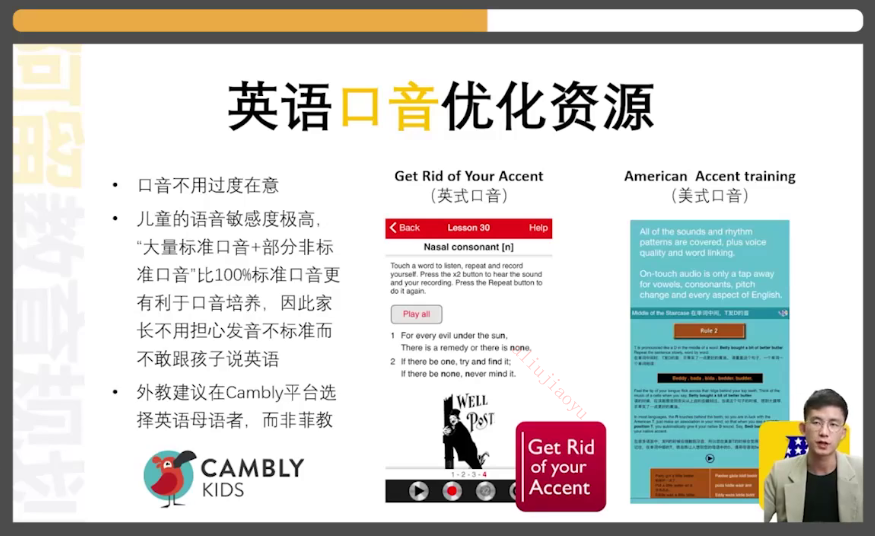 英语口音优化资源
• 口音不用过度在意
• 儿童的语音敏感度极高，
“大量标准口音+部分非标
准口音”比100%标准口音更
有利于口音培养，因此家
长不用担心发音不标准而
不敢跟孩子说英语
• 外教建议在Cambly平台选
择英语母语者，而非菲教
CAMBLY
KIDS
Get Rid of Your Accent
（英式口音）
Back Lesson 30 Help
Nasal consonant [n]
Touch a word to listen, repeat and record
yourself. Press the x2 button to hear the sound
and your recording. Press the Repeat button to
do it again.
Play all
1 For every evil under the sun,
There is a remedy or there is none,
2 If there be one, try and find it;
If there be none, never mind it.
WELL
POST
1 - 2 - 3 - 4
Get Rid
of your
Accent
American Accent training
（美式口音）
All of the sounds and rhythm
patterns are covered, plus voice
quality and word linking.
On-touch audio is only a tap away
for vowels, consonants, pitch
change and every aspect of English.
Middle of the Staircase
Rule 2
liujiaoyu